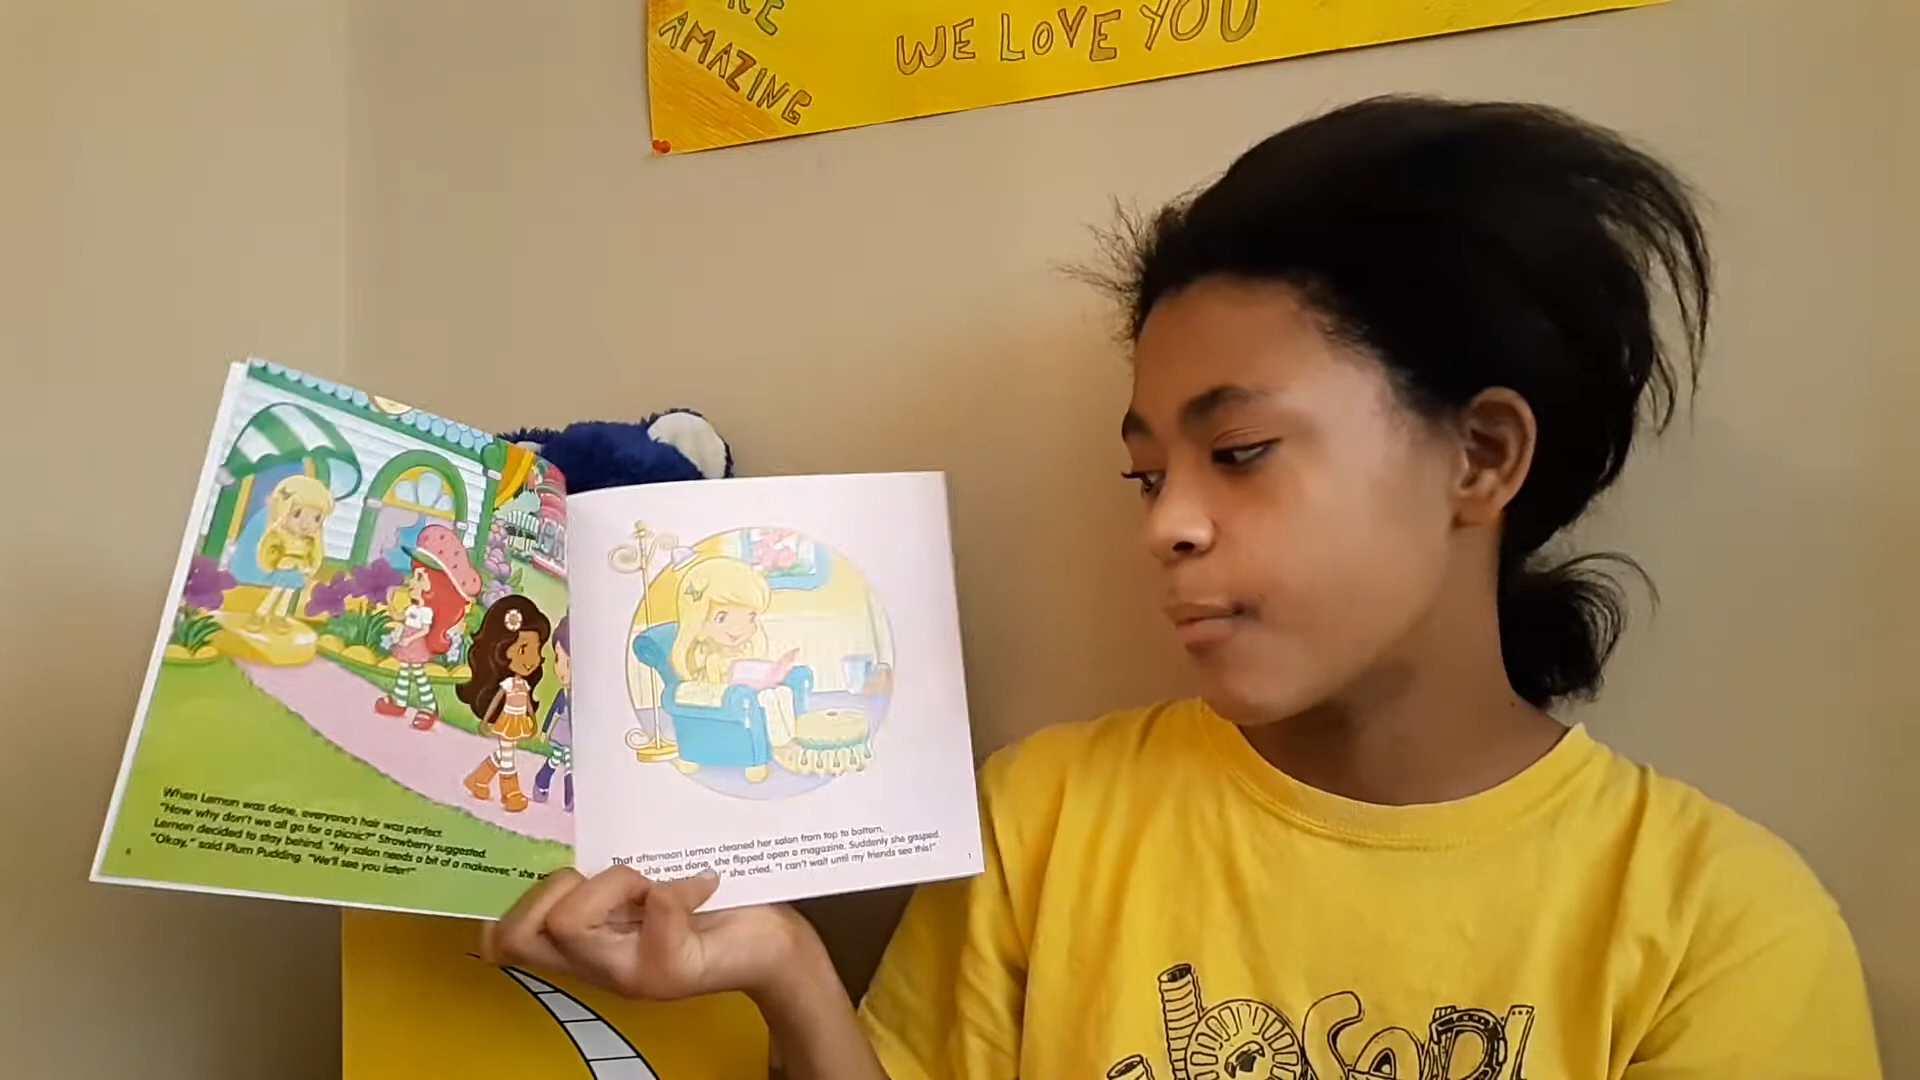 AMAZING
WE LOVE YOU
When Lemon was done, everyone's hair was perfect.
"Now why don't we all go for a picnic?" Strawberry suggested.
Lemon decided to stay behind. "My salon needs a bit of a makeover," she
"Okay," said Plum Pudding. "We'll see you later!"
6
That afternoon Lemon cleaned her salon from top to bottom.
she was done, she flipped open a magazine. Suddenly she gasped.
she cried. "I can't wait until my friends see this!"